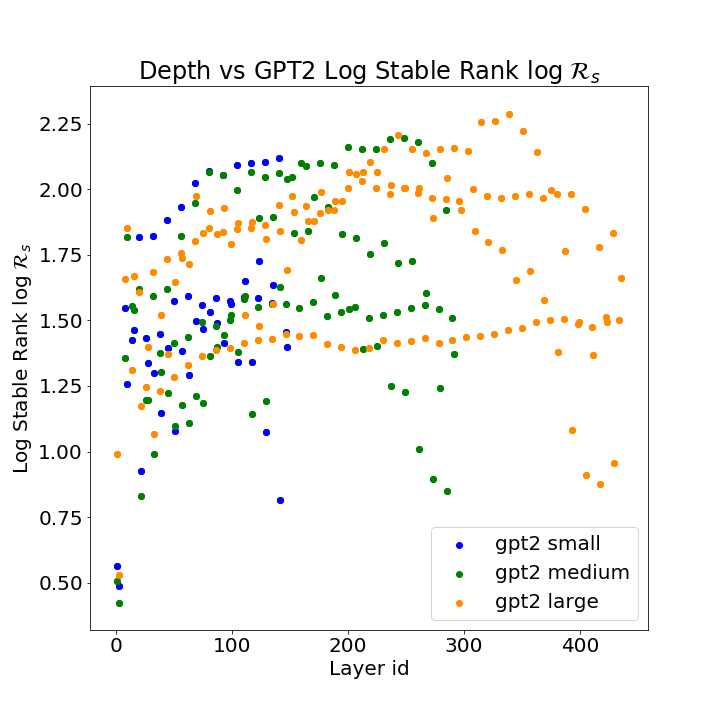 Depth vs GPT2 Log Stable Rank log ℛₛ
Log Stable Rank log ℛₛ
2.25
2.00
1.75
1.50
1.25
1.00
0.75
0.50
gpt2 small
gpt2 medium
gpt2 large
0 100 200 300 400
Layer id